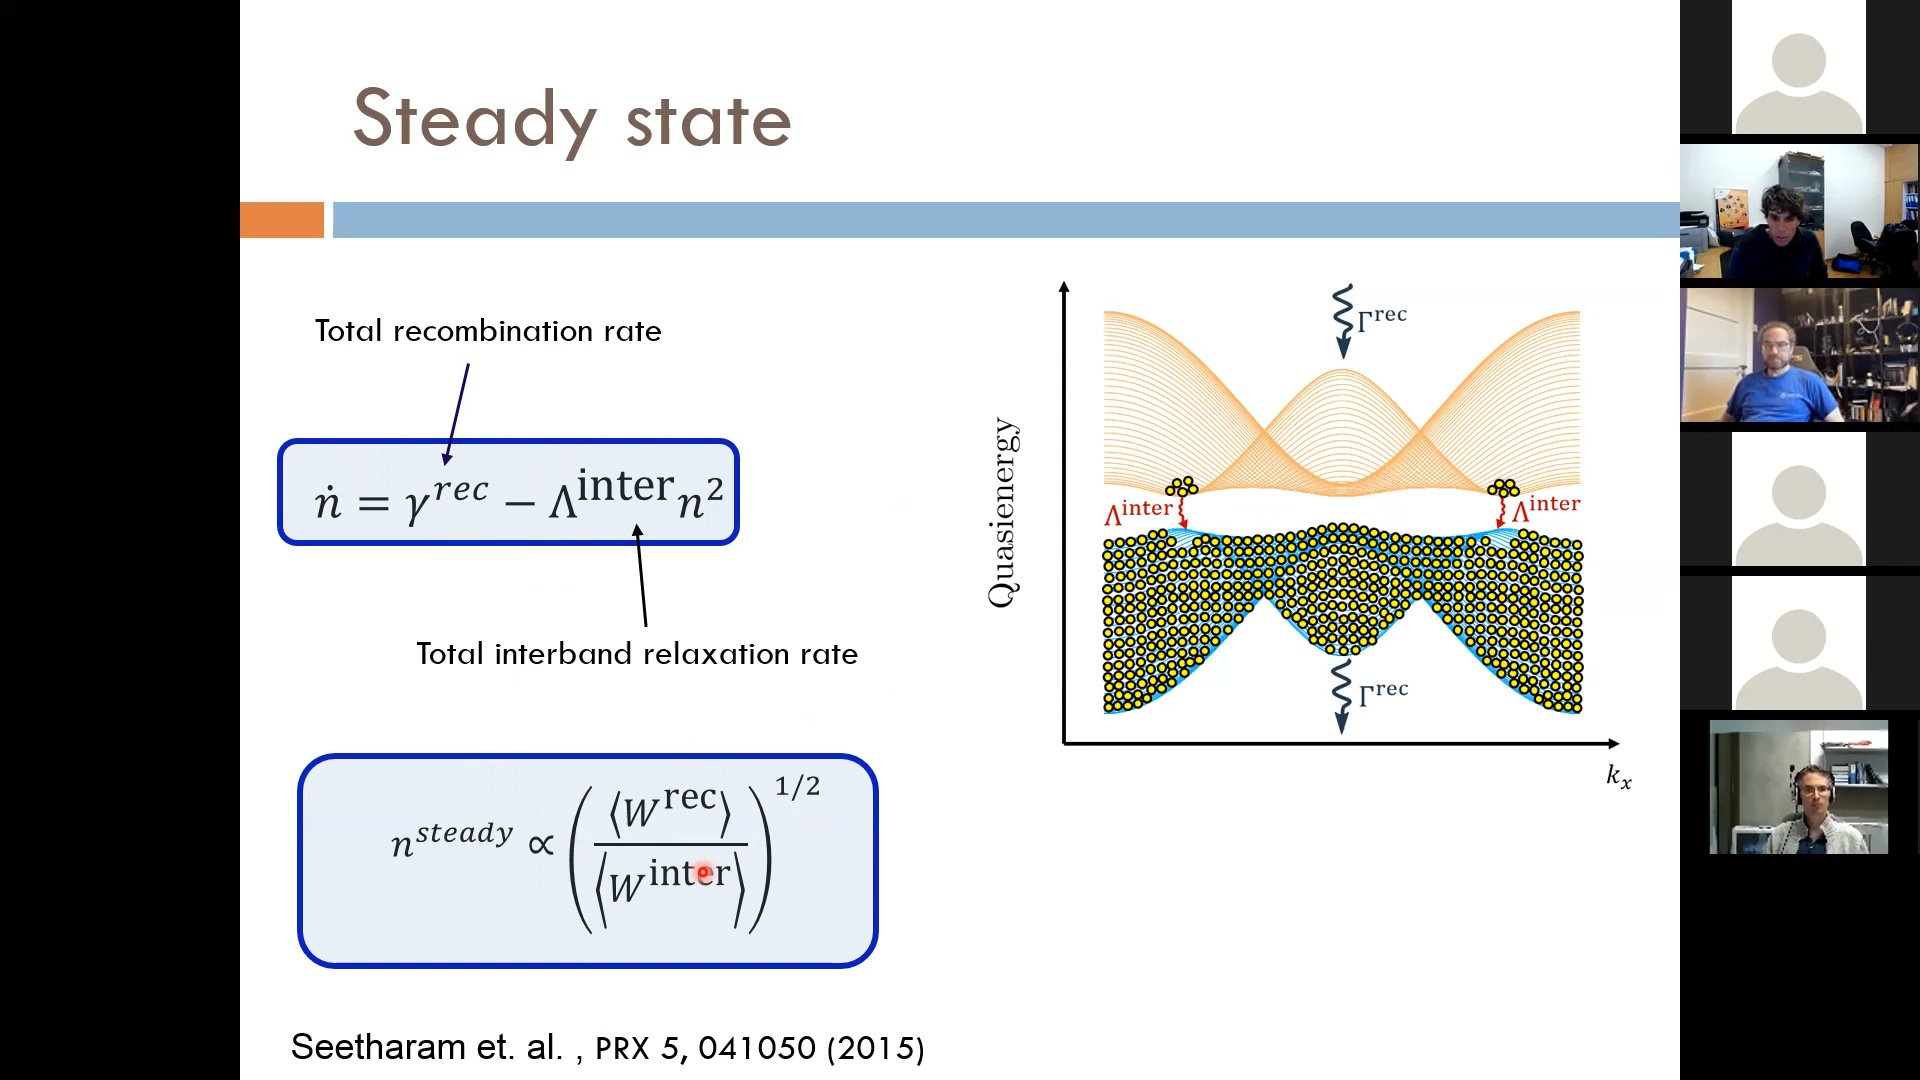 Steady state
Total recombination rate
ṅ = γ^rec − Λ^inter n²
Total interband relaxation rate
n^steady ∝ (⟨W^rec⟩ / ⟨W^inter⟩)^1/2
Seetharam et. al. , PRX 5, 041050 (2015)
Quasienergy
Γ^rec
Λ^inter
Λ^inter
Γ^rec
k_x